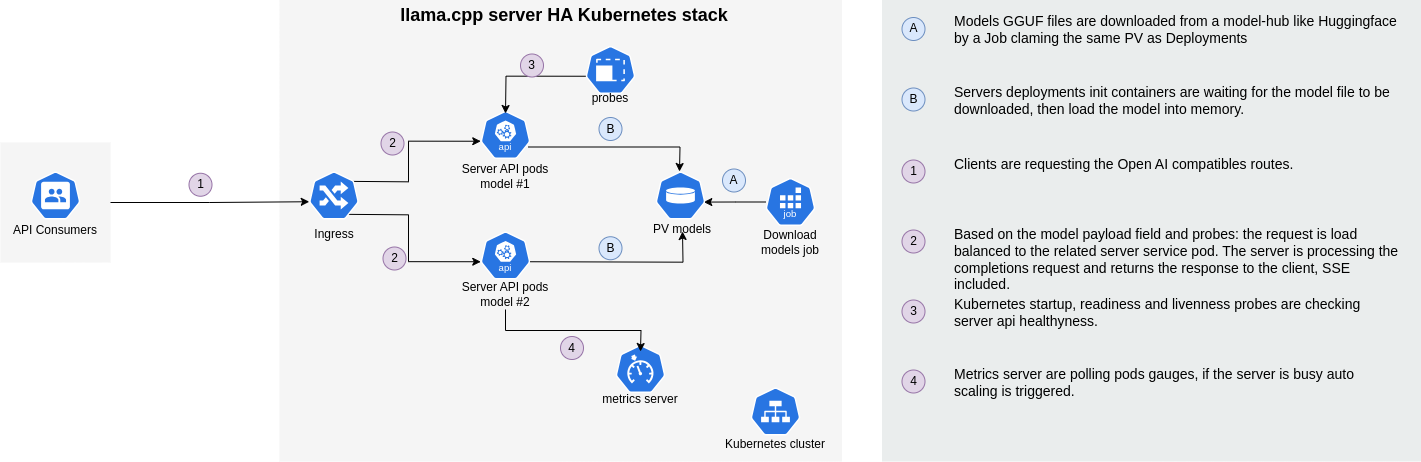 llama.cpp server HA Kubernetes stack
3
probes
2
api
Server API pods
model #1
B
1
API Consumers
Ingress
A
PV models
job
Download
models job
2
api
Server API pods
model #2
B
4
metrics server
Kubernetes cluster
A
Models GGUF files are downloaded from a model-hub like Huggingface
by a Job claming the same PV as Deployments
B
Servers deployments init containers are waiting for the model file to be
downloaded, then load the model into memory.
1
Clients are requesting the Open AI compatibles routes.
2
Based on the model payload field and probes: the request is load
balanced to the related server service pod. The server is processing the
completions request and returns the response to the client, SSE
included.
3
Kubernetes startup, readiness and livenness probes are checking
server api healthyness.
4
Metrics server are polling pods gauges, if the server is busy auto
scaling is triggered.